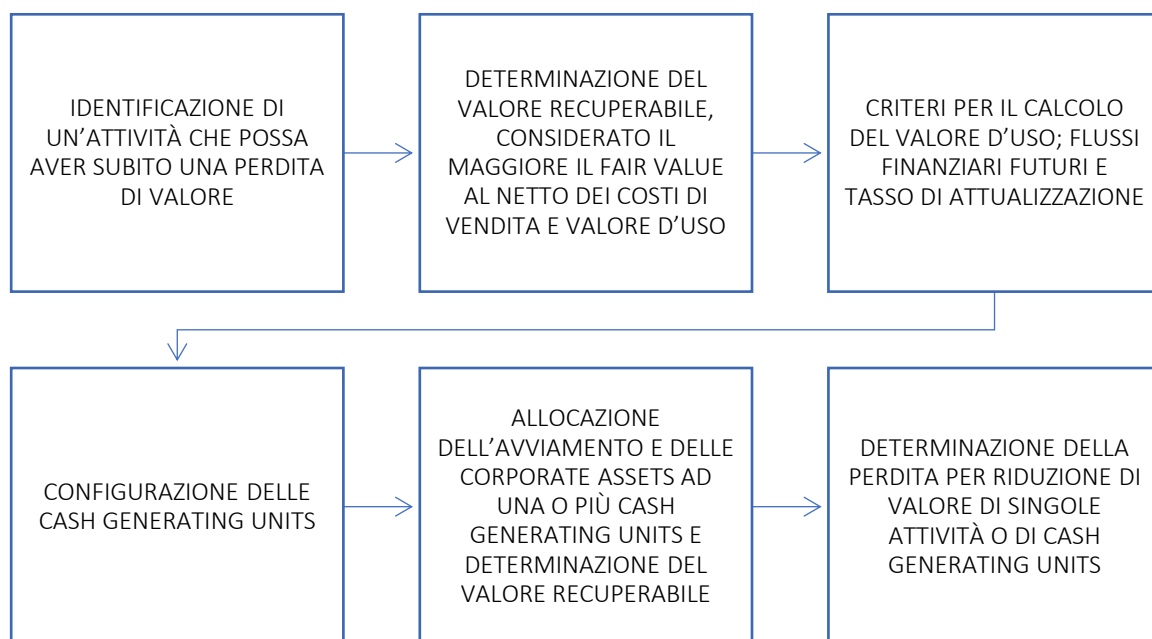 IDENTIFICAZIONE DI
UN'ATTIVITÀ CHE POSSA
AVER SUBITO UNA PERDITA
DI VALORE
DETERMINAZIONE DEL
VALORE RECUPERABILE,
CONSIDERATO IL
MAGGIORE IL FAIR VALUE
AL NETTO DEI COSTI DI
VENDITA E VALORE D'USO
CRITERI PER IL CALCOLO
DEL VALORE D'USO; FLUSSI
FINANZIARI FUTURI E
TASSO DI ATTUALIZZAZIONE
CONFIGURAZIONE DELLE
CASH GENERATING UNITS
ALLOCAZIONE
DELL'AVVIAMENTO E DELLE
CORPORATE ASSETS AD
UNA O PIÙ CASH
GENERATING UNITS E
DETERMINAZIONE DEL
VALORE RECUPERABILE
DETERMINAZIONE DELLA
PERDITA PER RIDUZIONE DI
VALORE DI SINGOLE
ATTIVITÀ O DI CASH
GENERATING UNITS